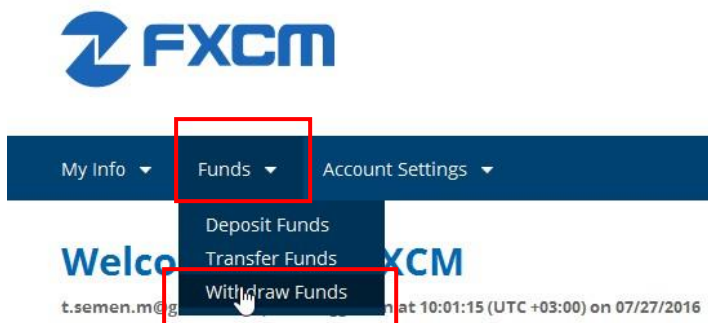 FXCM
My Info Funds Account Settings
Deposit Funds
Transfer Funds
Withdraw Funds
Welco XCM
t.semen.m@g at 10:01:15 (UTC +03:00) on 07/27/2016